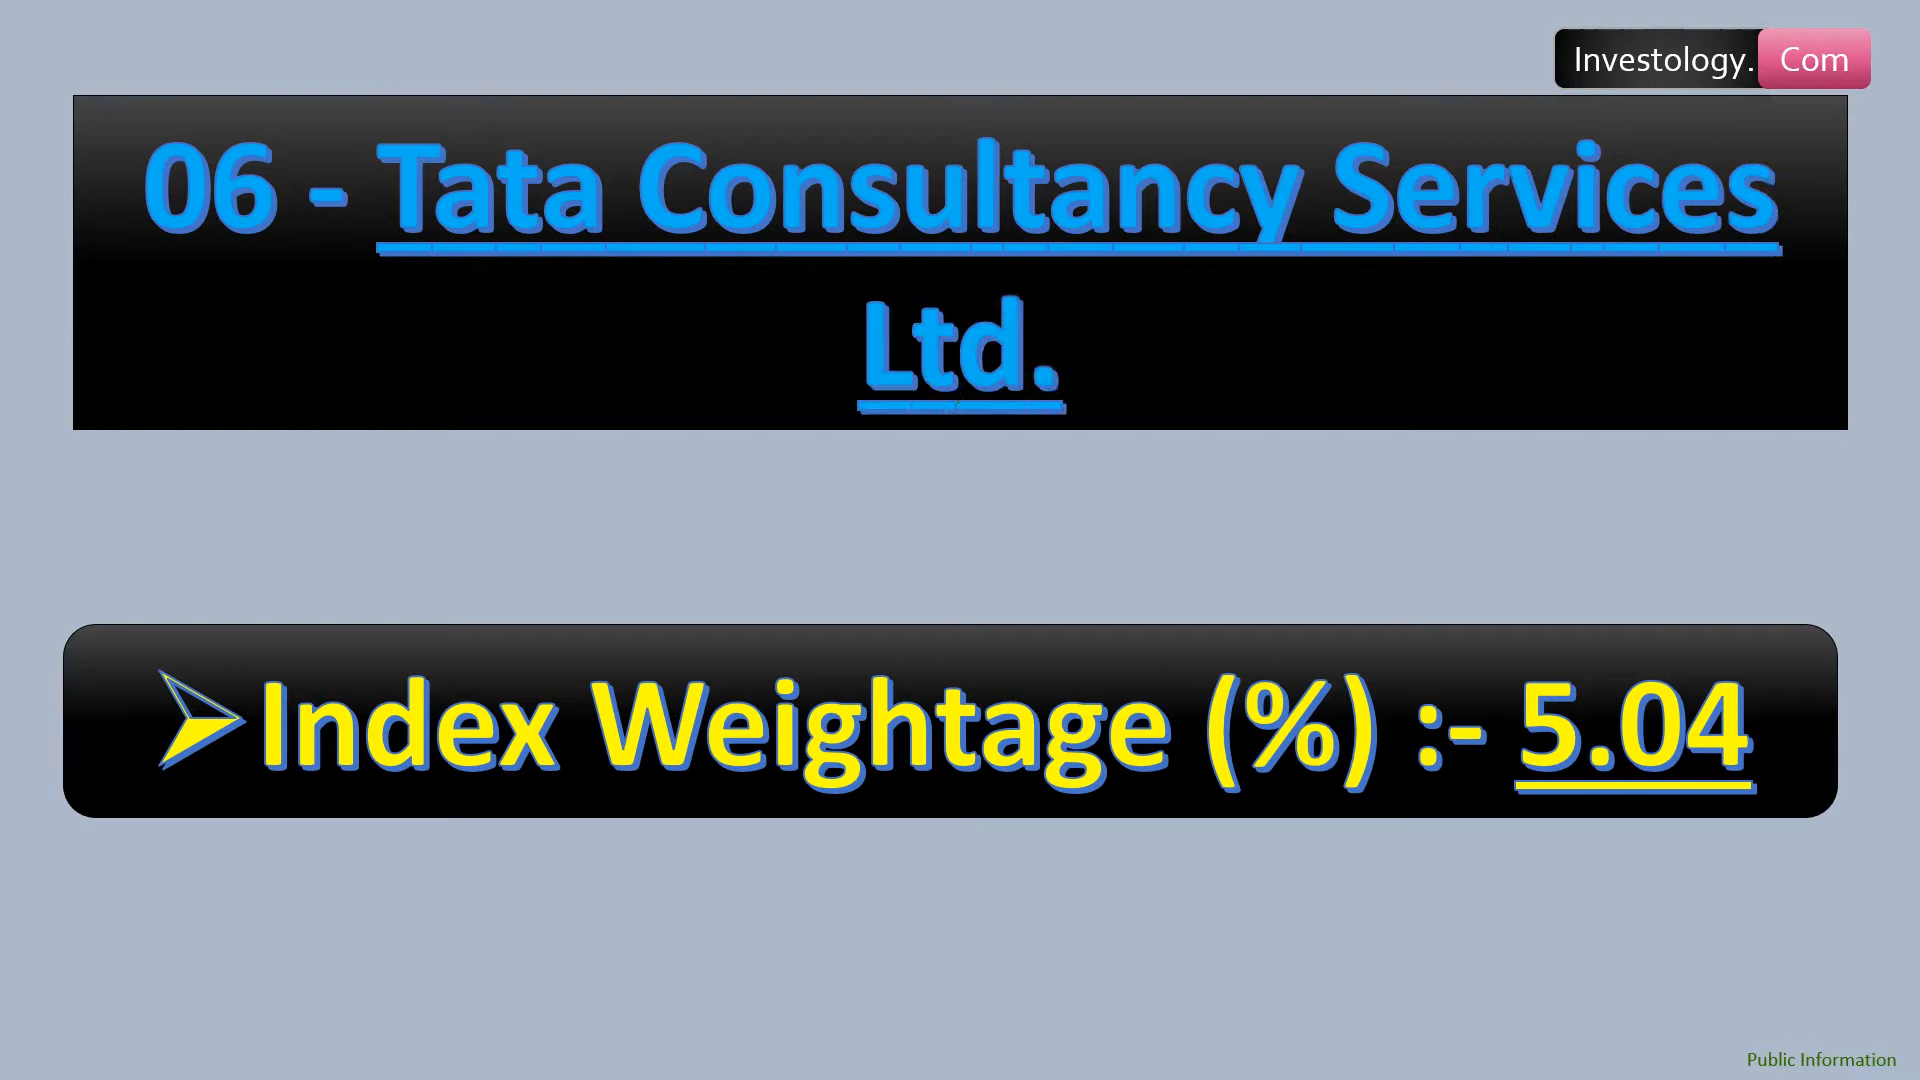 Investology. Com
06 - Tata Consultancy Services
Ltd.
Index Weightage (%) :- 5.04
Public Information